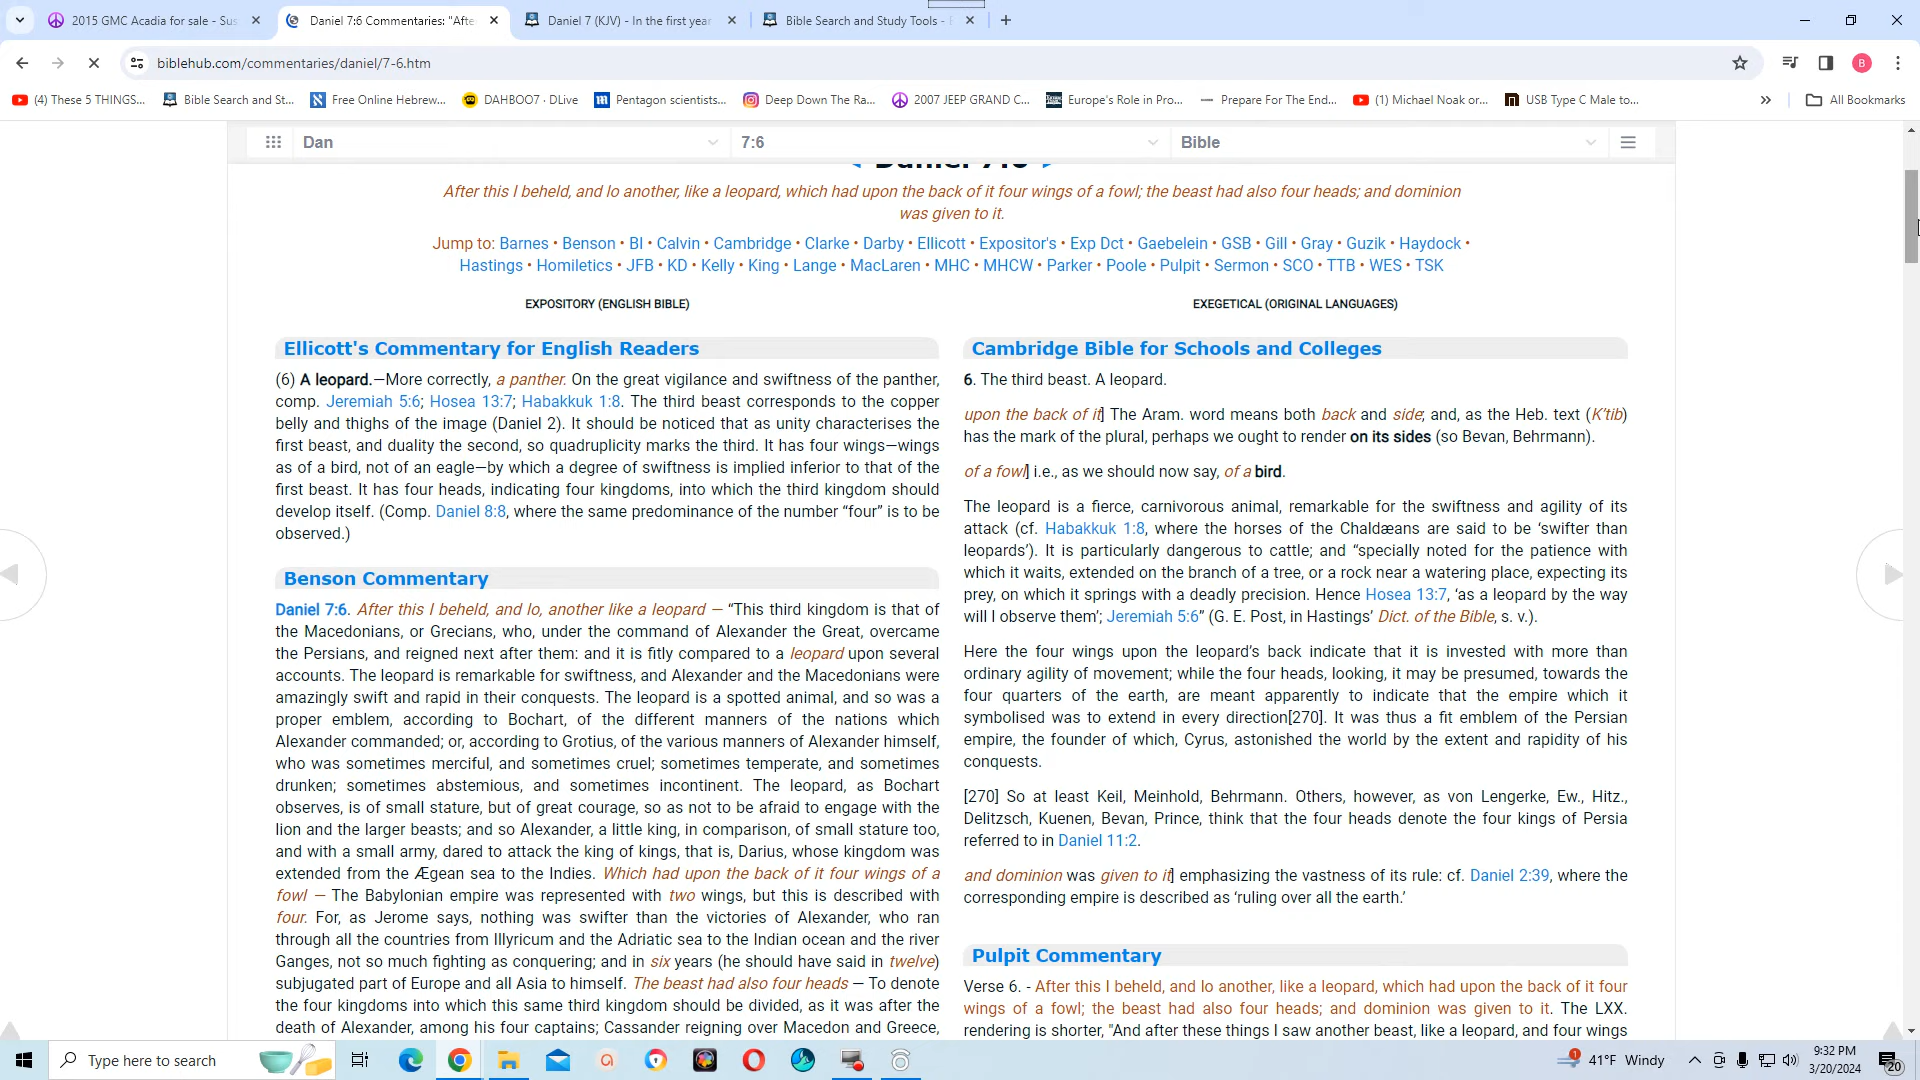 2015 GMC Acadia for sale - Sus
Daniel 7:6 Commentaries: "Afte
Daniel 7 (KJV) - In the first year
Bible Search and Study Tools -
biblehub.com/commentaries/daniel/7-6.htm
B
(4) These 5 THINGS...
Bible Search and St...
Free Online Hebrew...
DAHBOO7 · DLive
Pentagon scientists...
Deep Down The Ra...
2007 JEEP GRAND C...
Europe's Role in Pro...
Prepare For The End...
(1) Michael Noak or...
USB Type C Male to...
»
All Bookmarks
Dan
7:6
Bible
Daniel 7:6
After this I beheld, and lo another, like a leopard, which had upon the back of it four wings of a fowl; the beast had also four heads; and dominion
was given to it.
Jump to: Barnes • Benson • BI • Calvin • Cambridge • Clarke • Darby • Ellicott • Expositor's • Exp Dct • Gaebelein • GSB • Gill • Gray • Guzik • Haydock •
Hastings • Homiletics • JFB • KD • Kelly • King • Lange • MacLaren • MHC • MHCW • Parker • Poole • Pulpit • Sermon • SCO • TTB • WES • TSK
EXPOSITORY (ENGLISH BIBLE)
Ellicott's Commentary for English Readers
(6) A leopard.—More correctly, a panther. On the great vigilance and swiftness of the panther,
comp. Jeremiah 5:6; Hosea 13:7; Habakkuk 1:8. The third beast corresponds to the copper
belly and thighs of the image (Daniel 2). It should be noticed that as unity characterises the
first beast, and duality the second, so quadruplicity marks the third. It has four wings—wings
as of a bird, not of an eagle—by which a degree of swiftness is implied inferior to that of the
first beast. It has four heads, indicating four kingdoms, into which the third kingdom should
develop itself. (Comp. Daniel 8:8, where the same predominance of the number “four” is to be
observed.)
Benson Commentary
Daniel 7:6. After this I beheld, and lo, another like a leopard — “This third kingdom is that of
the Macedonians, or Grecians, who, under the command of Alexander the Great, overcame
the Persians, and reigned next after them: and it is fitly compared to a leopard upon several
accounts. The leopard is remarkable for swiftness, and Alexander and the Macedonians were
amazingly swift and rapid in their conquests. The leopard is a spotted animal, and so was a
proper emblem, according to Bochart, of the different manners of the nations which
Alexander commanded; or, according to Grotius, of the various manners of Alexander himself,
who was sometimes merciful, and sometimes cruel; sometimes temperate, and sometimes
drunken; sometimes abstemious, and sometimes incontinent. The leopard, as Bochart
observes, is of small stature, but of great courage, so as not to be afraid to engage with the
lion and the larger beasts; and so Alexander, a little king, in comparison, of small stature too,
and with a small army, dared to attack the king of kings, that is, Darius, whose kingdom was
extended from the Ægean sea to the Indies. Which had upon the back of it four wings of a
fowl — The Babylonian empire was represented with two wings, but this is described with
four. For, as Jerome says, nothing was swifter than the victories of Alexander, who ran
through all the countries from Illyricum and the Adriatic sea to the Indian ocean and the river
Ganges, not so much fighting as conquering; and in six years (he should have said in twelve)
subjugated part of Europe and all Asia to himself. The beast had also four heads — To denote
the four kingdoms into which this same third kingdom should be divided, as it was after the
death of Alexander, among his four captains; Cassander reigning over Macedon and Greece,
EXEGETICAL (ORIGINAL LANGUAGES)
Cambridge Bible for Schools and Colleges
6. The third beast. A leopard.
upon the back of it] The Aram. word means both back and side; and, as the Heb. text (K’tib)
has the mark of the plural, perhaps we ought to render on its sides (so Bevan, Behrmann).
of a fowl] i.e., as we should now say, of a bird.
The leopard is a fierce, carnivorous animal, remarkable for the swiftness and agility of its
attack (cf. Habakkuk 1:8, where the horses of the Chaldæans are said to be ‘swifter than
leopards’). It is particularly dangerous to cattle; and “specially noted for the patience with
which it waits, extended on the branch of a tree, or a rock near a watering place, expecting its
prey, on which it springs with a deadly precision. Hence Hosea 13:7, ‘as a leopard by the way
will I observe them’; Jeremiah 5:6” (G. E. Post, in Hastings’ Dict. of the Bible, s. v.).
Here the four wings upon the leopard’s back indicate that it is invested with more than
ordinary agility of movement; while the four heads, looking, it may be presumed, towards the
four quarters of the earth, are meant apparently to indicate that the empire which it
symbolised was to extend in every direction[270]. It was thus a fit emblem of the Persian
empire, the founder of which, Cyrus, astonished the world by the extent and rapidity of his
conquests.
[270] So at least Keil, Meinhold, Behrmann. Others, however, as von Lengerke, Ew., Hitz.,
Delitzsch, Kuenen, Bevan, Prince, think that the four heads denote the four kings of Persia
referred to in Daniel 11:2.
and dominion was given to it] emphasizing the vastness of its rule: cf. Daniel 2:39, where the
corresponding empire is described as ‘ruling over all the earth.’
Pulpit Commentary
Verse 6. - After this I beheld, and lo another, like a leopard, which had upon the back of it four
wings of a fowl; the beast had also four heads; and dominion was given to it. The LXX.
rendering is shorter, "And after these things I saw another beast, like a leopard, and four wings
Type here to search
1
41°F Windy
9:32 PM
3/20/2024
20